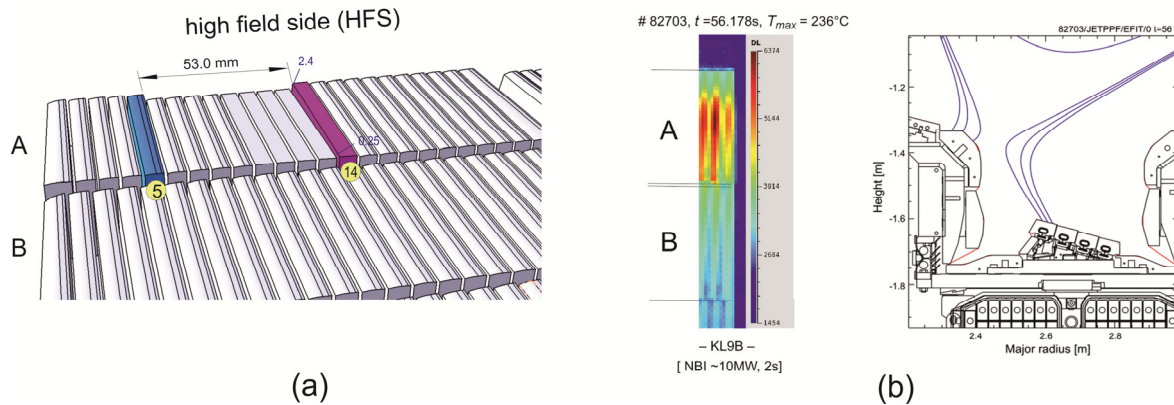 high field side (HFS)
53.0 mm
2.4
A
0.25
5
14
B
(a)
# 82703, t =56.178s, Tmax = 236°C
DL
6374
A
5144
3914
B
2684
1454
– KL9B –
[ NBI ~10MW, 2s]
82703/JETPPF/EFIT/0 t=56
-1.2
-1.4
Height [m]
-1.6
-1.8
2.4
2.6
2.8
Major radius [m]
(b)